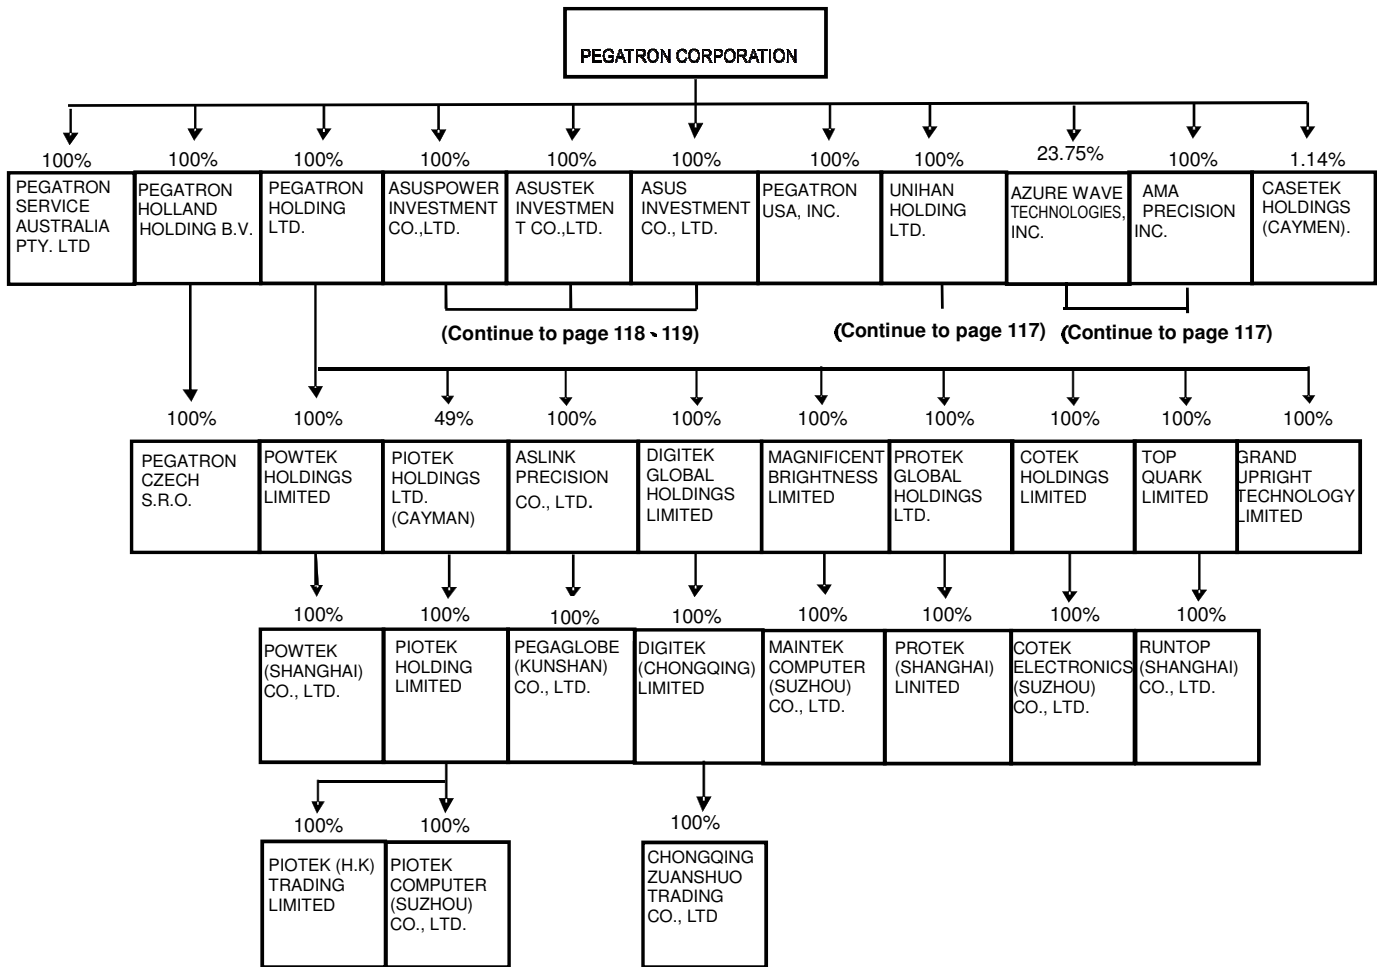 PEGATRON CORPORATION
100% 100% 100% 100% 100% 100% 100% 100% 23.75% 100% 1.14%
PEGATRON
SERVICE
AUSTRALIA
PTY. LTD
PEGATRON
HOLLAND
HOLDING B.V.
PEGATRON
HOLDING
LTD.
ASUSPOWER
INVESTMENT
CO.,LTD.
ASUSTEK
INVESTMEN
T CO.,LTD.
ASUS
INVESTMENT
CO., LTD.
PEGATRON
USA, INC.
UNIHAN
HOLDING
LTD.
AZURE WAVE
TECHNOLOGIES,
INC.
AMA
PRECISION
INC.
CASETEK
HOLDINGS
(CAYMEN).
(Continue to page 118、119)
(Continue to page 117)
(Continue to page 117)
100% 100% 49% 100% 100% 100% 100% 100% 100% 100%
PEGATRON
CZECH
S.R.O.
POWTEK
HOLDINGS
LIMITED
PIOTEK
HOLDINGS
LTD.
(CAYMAN)
ASLINK
PRECISION
CO., LTD.
DIGITEK
GLOBAL
HOLDINGS
LIMITED
MAGNIFICENT
BRIGHTNESS
LIMITED
PROTEK
GLOBAL
HOLDINGS
LTD.
COTEK
HOLDINGS
LIMITED
TOP
QUARK
LIMITED
GRAND
UPRIGHT
TECHNOLOGY
LIMITED
100% 100% 100% 100% 100% 100% 100% 100%
POWTEK
(SHANGHAI)
CO., LTD.
PIOTEK
HOLDING
LIMITED
PEGAGLOBE
(KUNSHAN)
CO., LTD.
DIGITEK
(CHONGQING)
LIMITED
MAINTEK
COMPUTER
(SUZHOU)
CO., LTD.
PROTEK
(SHANGHAI)
LINITED
COTEK
ELECTRONICS
(SUZHOU)
CO., LTD.
RUNTOP
(SHANGHAI)
CO., LTD.
100% 100% 100%
PIOTEK (H.K)
TRADING
LIMITED
PIOTEK
COMPUTER
(SUZHOU)
CO., LTD.
CHONGQING
ZUANSHUO
TRADING
CO., LTD